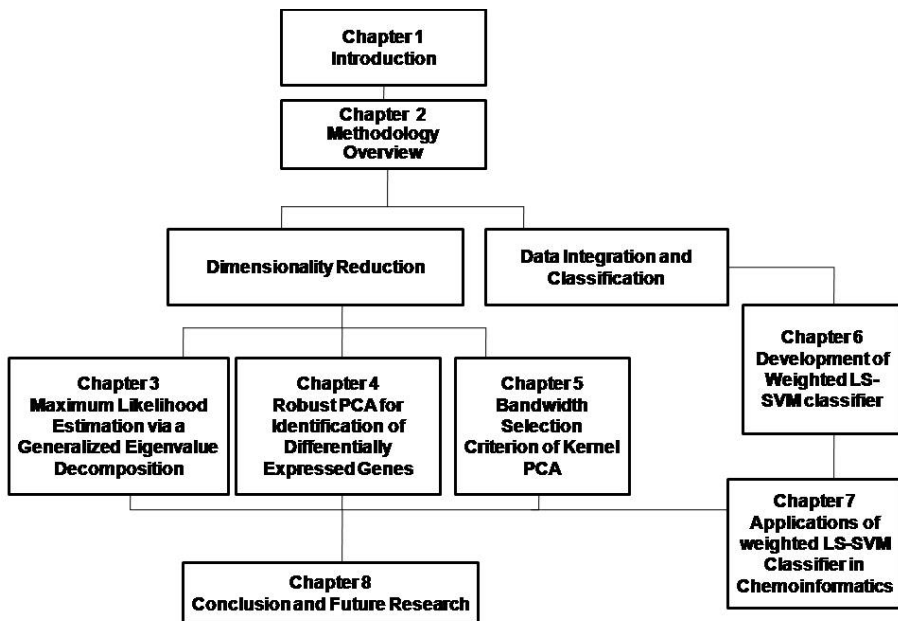 Chapter 1
Introduction
Chapter 2
Methodology
Overview
Dimensionality Reduction
Data Integration and
Classification
Chapter 3
Maximum Likelihood
Estimation via a
Generalized Eigenvalue
Decomposition
Chapter 4
Robust PCA for
Identification of
Differentially
Expressed Genes
Chapter 5
Bandwidth
Selection
Criterion of Kernel
PCA
Chapter 6
Development of
Weighted LS-
SVM classifier
Chapter 7
Applications of
weighted LS-SVM
Classifier in
Chemoinformatics
Chapter 8
Conclusion and Future Research